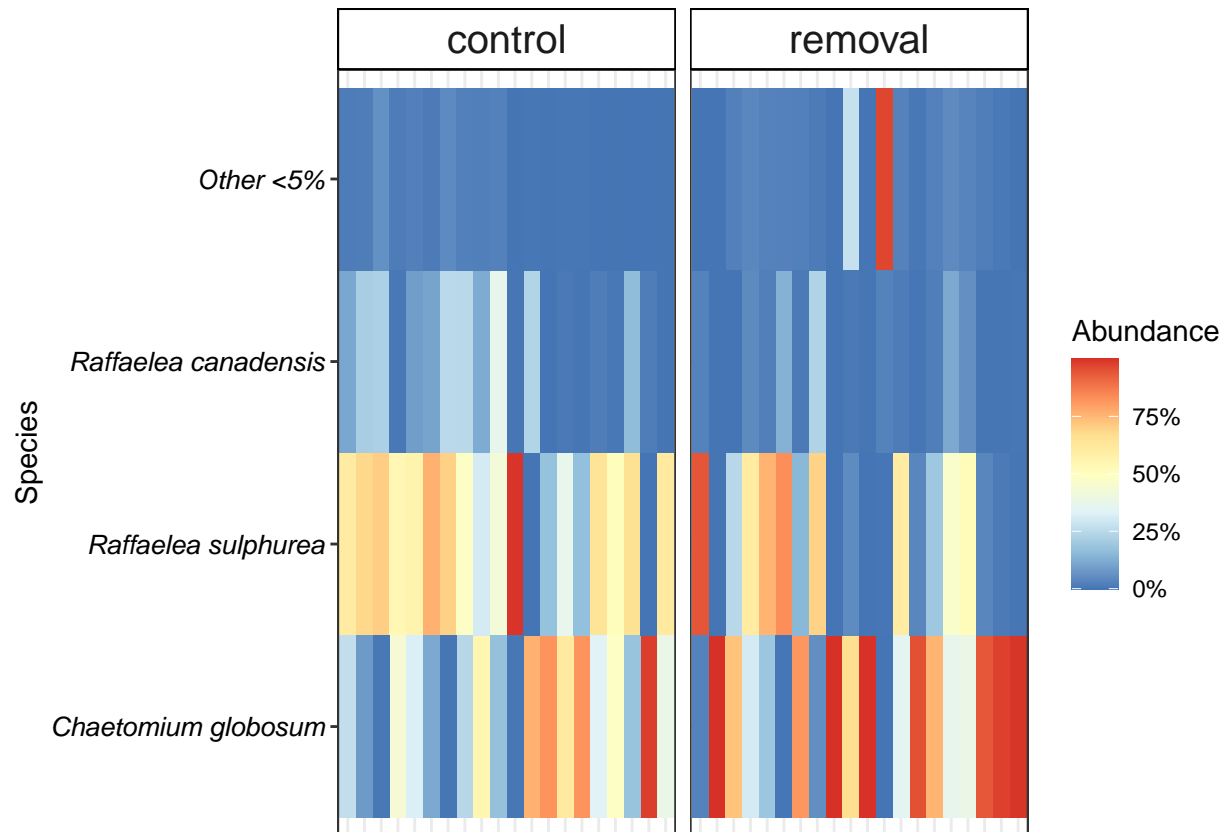 control
removal
Other <5%
Raffaelea canadensis
Raffaelea sulphurea
Chaetomium globosum
Species
Abundance
75%
50%
25%
0%